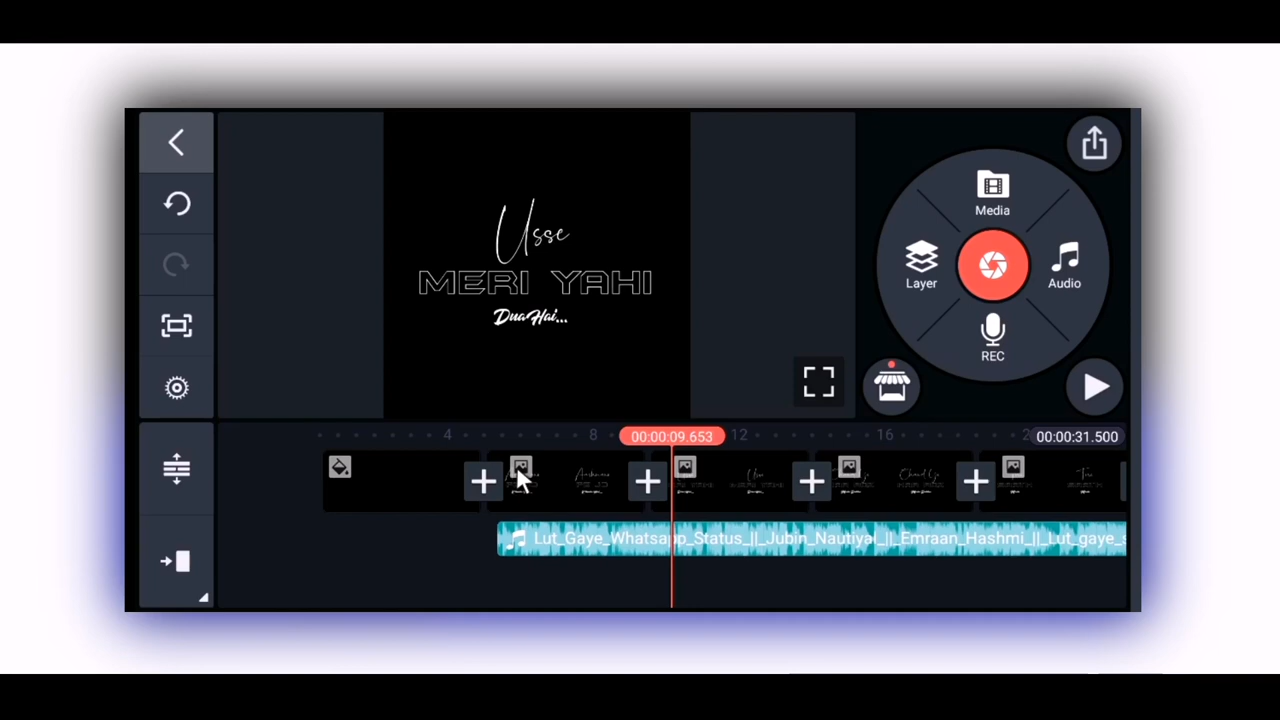 Usse
MERI YAHI
Dua Hai...
Media
Layer
Audio
REC
4
8
00:00:09.653
12
16
00:00:31.500
Lut_Gaye_Whatsapp_Status_||_Jubin_Nautiyal_||_Emraan_Hashmi_||_Lut_gaye_s